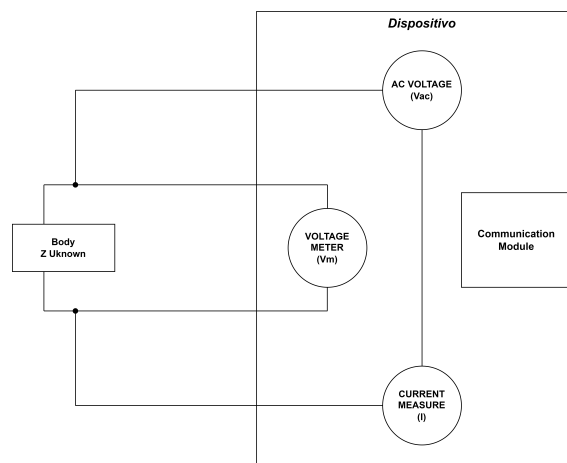 Dispositivo
AC VOLTAGE
(Vac)
Body
Z Uknown
VOLTAGE
METER
(Vm)
Communication
Module
CURRENT
MEASURE
(I)